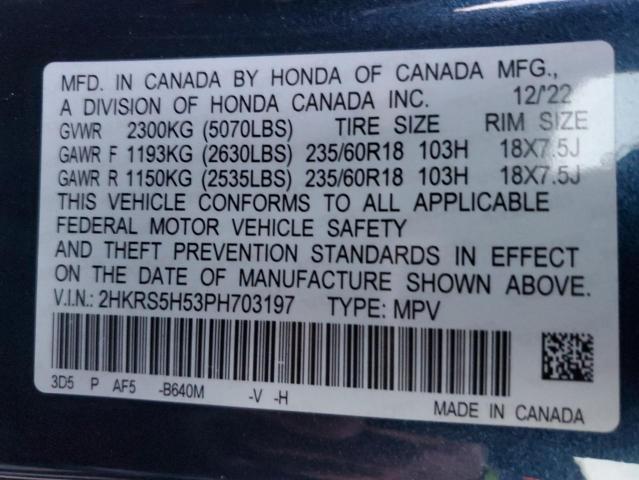 MFD. IN CANADA BY HONDA OF CANADA MFG.,
A DIVISION OF HONDA CANADA INC. 12/'22
GVWR 2300KG (5070LBS) TIRE SIZE RIM SIZE
GAWR F 1193KG (2630LBS) 235/60R18 103H 18X7.5J
GAWR R 1150KG (2535LBS) 235/60R18 103H 18X7.5J
THIS VEHICLE CONFORMS TO ALL APPLICABLE
FEDERAL MOTOR VEHICLE SAFETY
AND THEFT PREVENTION STANDARDS IN EFFECT
ON THE DATE OF MANUFACTURE SHOWN ABOVE.
V.I.N.: 2HKRS5H53PH703197 TYPE: MPV
3D5 P AF5 -B640M -V -H
MADE IN CANADA